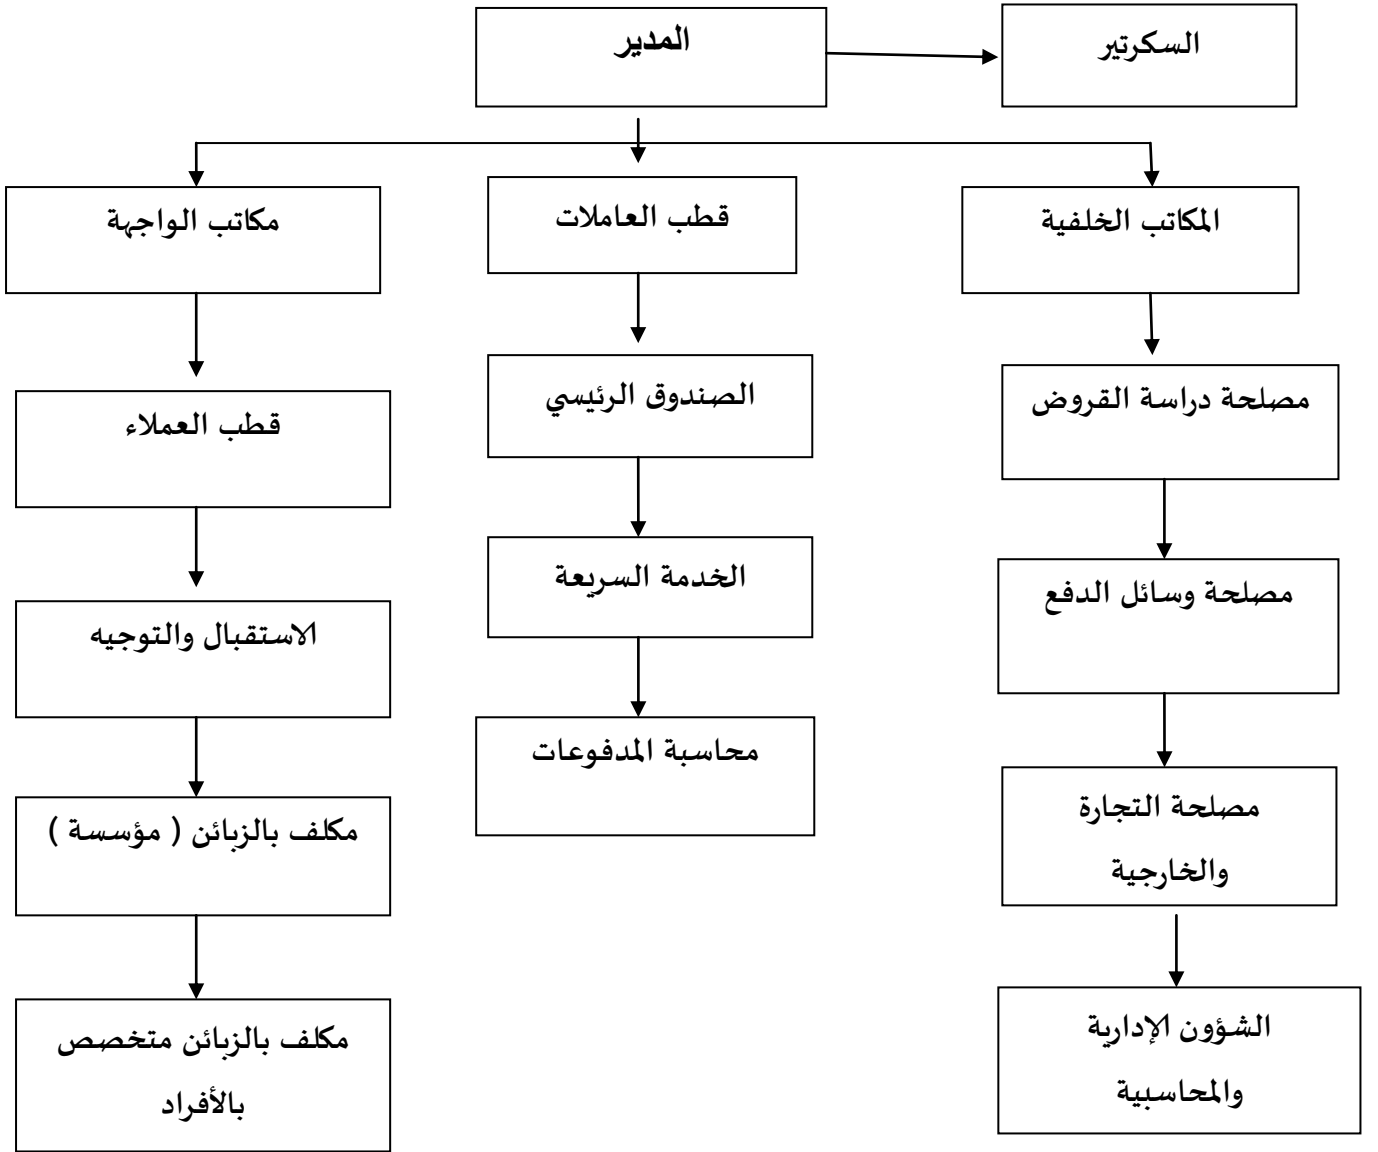 المدير
السكرتير
المكاتب الخلفية
قطب العاملات
مكاتب الواجهة
مصلحة دراسة القروض
الصندوق الرئيسي
قطب العملاء
مصلحة وسائل الدفع
الخدمة السريعة
الاستقبال والتوجيه
مصلحة التجارة
والخارجية
محاسبة المدفوعات
مكلف بالزبائن ( مؤسسة )
الشؤون الإدارية
والمحاسبية
مكلف بالزبائن متخصص
بالأفراد